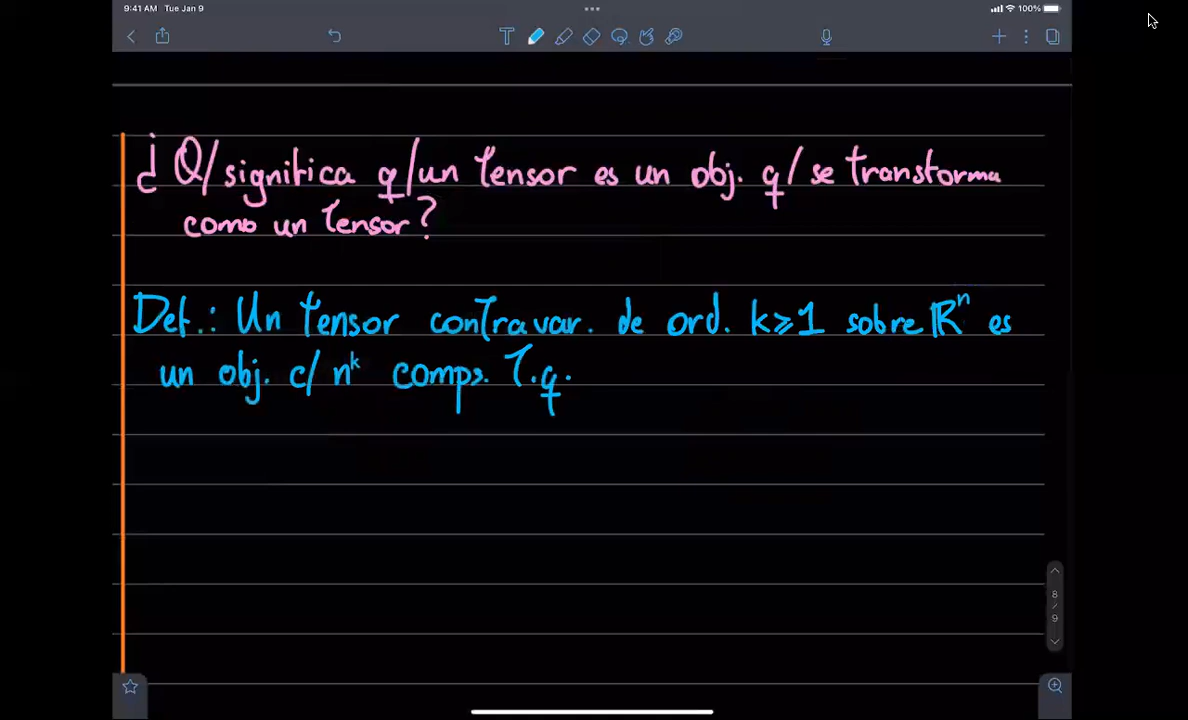 9:41 AM Tue Jan 9
100%
¿Q/significa q/un tensor es un obj. q/ se transforma
como un tensor?
Def.: Un tensor contravar. de ord. k≥1 sobre ℝⁿ es
un obj. c/ nᵏ comps. T.q.
8
/
9